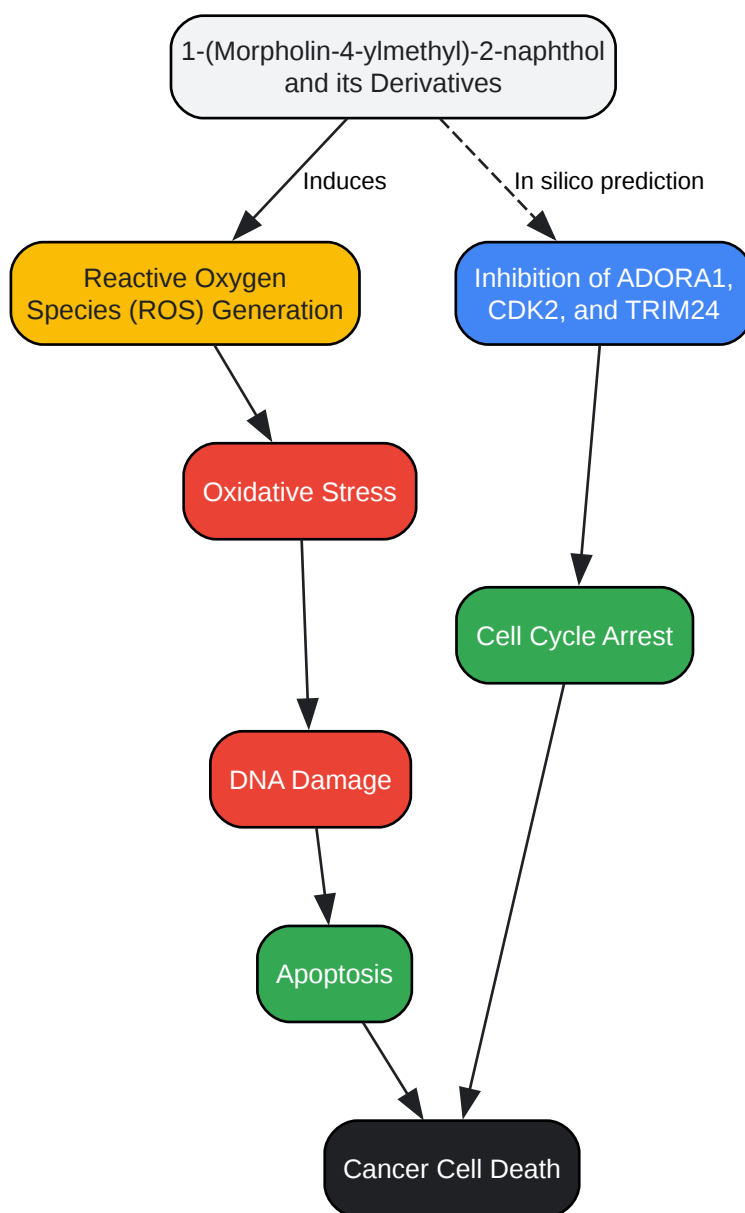 1-(Morpholin-4-ylmethyl)-2-naphthol
and its Derivatives
Induces
In silico prediction
Reactive Oxygen
Species (ROS) Generation
Inhibition of ADORA1,
CDK2, and TRIM24
Oxidative Stress
Cell Cycle Arrest
DNA Damage
Apoptosis
Cancer Cell Death